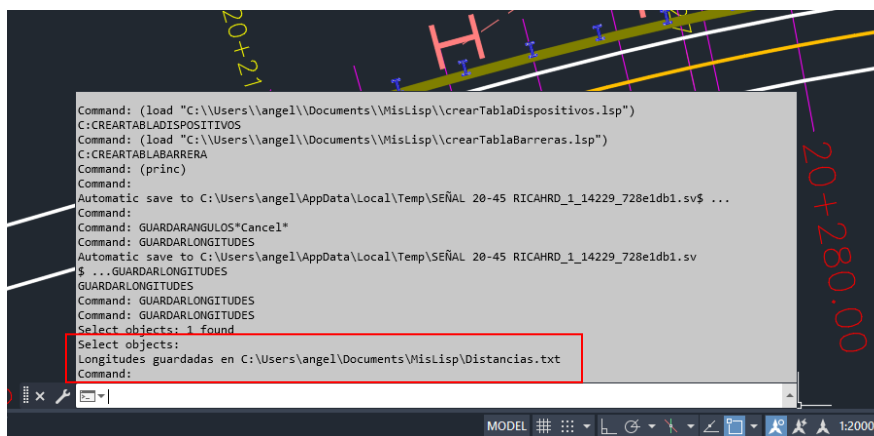 20+21
27
Command: (load "C:\\Users\\angel\\Documents\\MisLisp\\crearTablaDispositivos.lsp")
C:CREARTABLADISPOSITIVOS
Command: (load "C:\\Users\\angel\\Documents\\MisLisp\\crearTablaBarreras.lsp")
C:CREARTABLABARRERA
Command: (princ)
Command:
Automatic save to C:\Users\angel\AppData\Local\Temp\SEÑAL 20-45 RICAHRD_1_14229_728e1db1.sv$ ...
Command:
Command: GUARDARANGULOS*Cancel*
Command: GUARDARLONGITUDES
Automatic save to C:\Users\angel\AppData\Local\Temp\SEÑAL 20-45 RICAHRD_1_14229_728e1db1.sv
$ ...GUARDARLONGITUDES
GUARDARLONGITUDES
Command: GUARDARLONGITUDES
Command: GUARDARLONGITUDES
Select objects: 1 found
Select objects:
Longitudes guardadas en C:\Users\angel\Documents\MisLisp\Distancias.txt
Command:
20+280.00
MODEL
1:2000